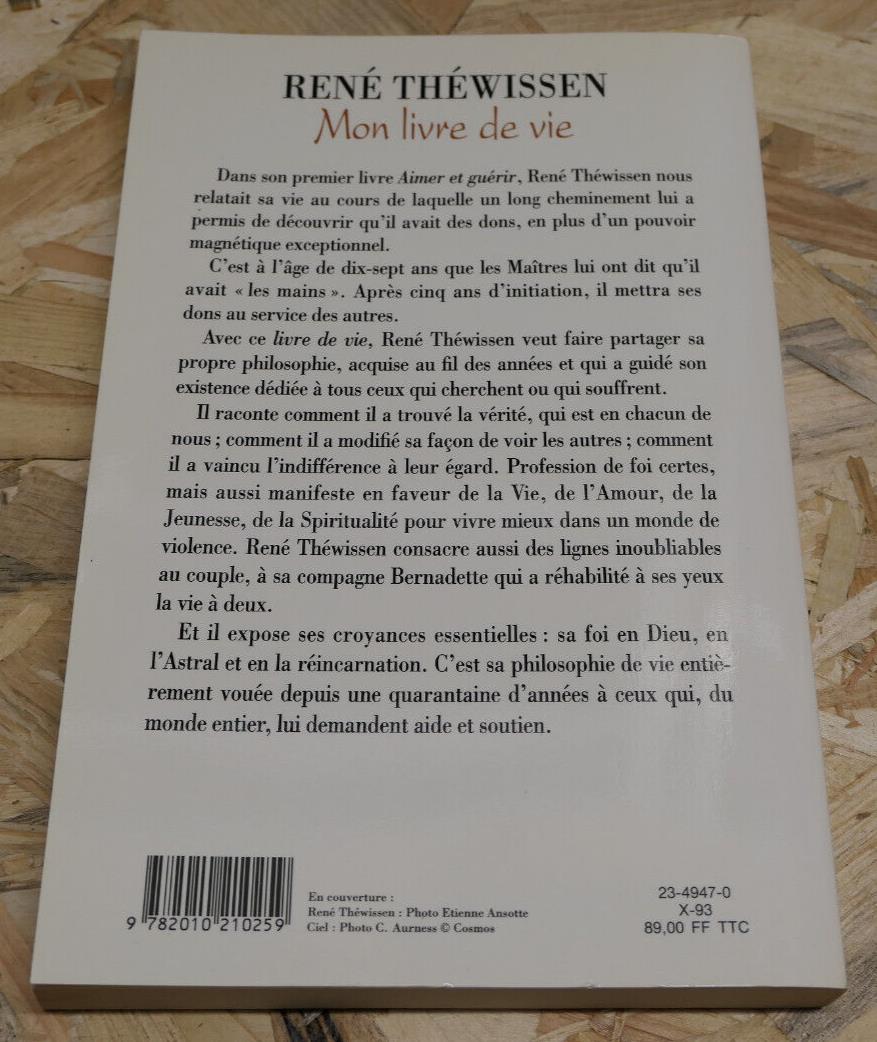 RENÉ THÉWISSEN
Mon livre de vie
Dans son premier livre Aimer et guérir, René Théwissen nous
relatait sa vie au cours de laquelle un long cheminement lui a
permis de découvrir qu'il avait des dons, en plus d'un pouvoir
magnétique exceptionnel.
C'est à l'âge de dix-sept ans que les Maîtres lui ont dit qu'il
avait « les mains ». Après cinq ans d'initiation, il mettra ses
dons au service des autres.
Avec ce livre de vie, René Théwissen veut faire partager sa
propre philosophie, acquise au fil des années et qui a guidé son
existence dédiée à tous ceux qui cherchent ou qui souffrent.
Il raconte comment il a trouvé la vérité, qui est en chacun de
nous ; comment il a modifié sa façon de voir les autres ; comment
il a vaincu l'indifférence à leur égard. Profession de foi certes,
mais aussi manifeste en faveur de la Vie, de l'Amour, de la
Jeunesse, de la Spiritualité pour vivre mieux dans un monde de
violence. René Théwissen consacre aussi des lignes inoubliables
au couple, à sa compagne Bernadette qui a réhabilité à ses yeux
la vie à deux.
Et il expose ses croyances essentielles : sa foi en Dieu, en
l'Astral et en la réincarnation. C'est sa philosophie de vie entiè-
rement vouée depuis une quarantaine d'années à ceux qui, du
monde entier, lui demandent aide et soutien.
9 782010 210259
En couverture :
René Théwissen : Photo Etienne Ansotte
Ciel : Photo C. Aurness © Cosmos
23-4947-0
X-93
89,00 FF TTC